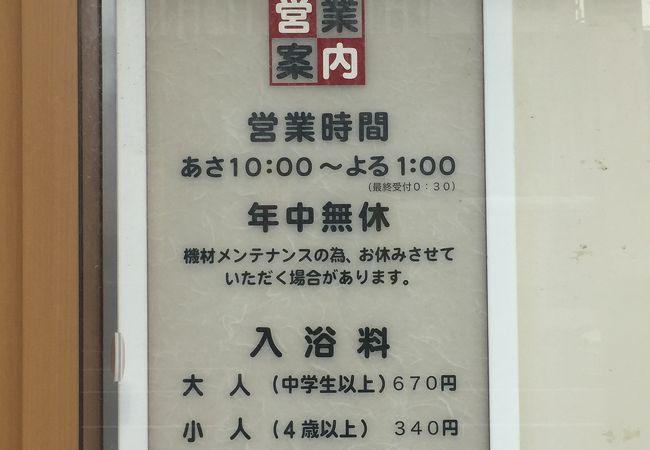 営業
案内
営業時間
あさ10:00～よる1:00
(最終受付0:30)
年中無休
機材メンテナンスの為、お休みさせて
いただく場合があります。
入浴料
大人(中学生以上)670円
小人(4歳以上)340円